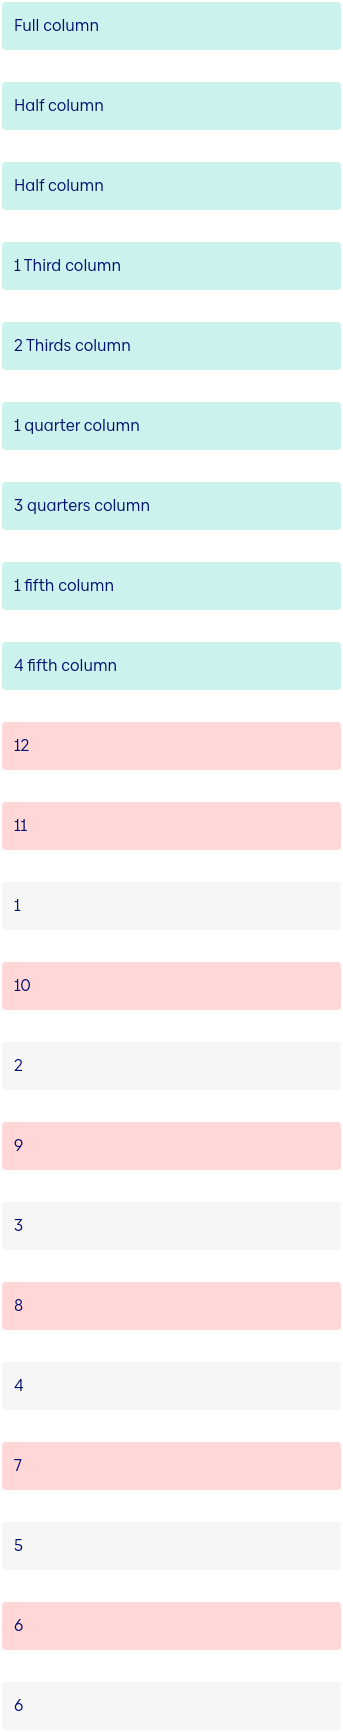 Full column
Half column
Half column
1 Third column
2 Thirds column
1 quarter column
3 quarters column
1 fifth column
4 fifth column
12
11
1
10
2
9
3
8
4
7
5
6
6